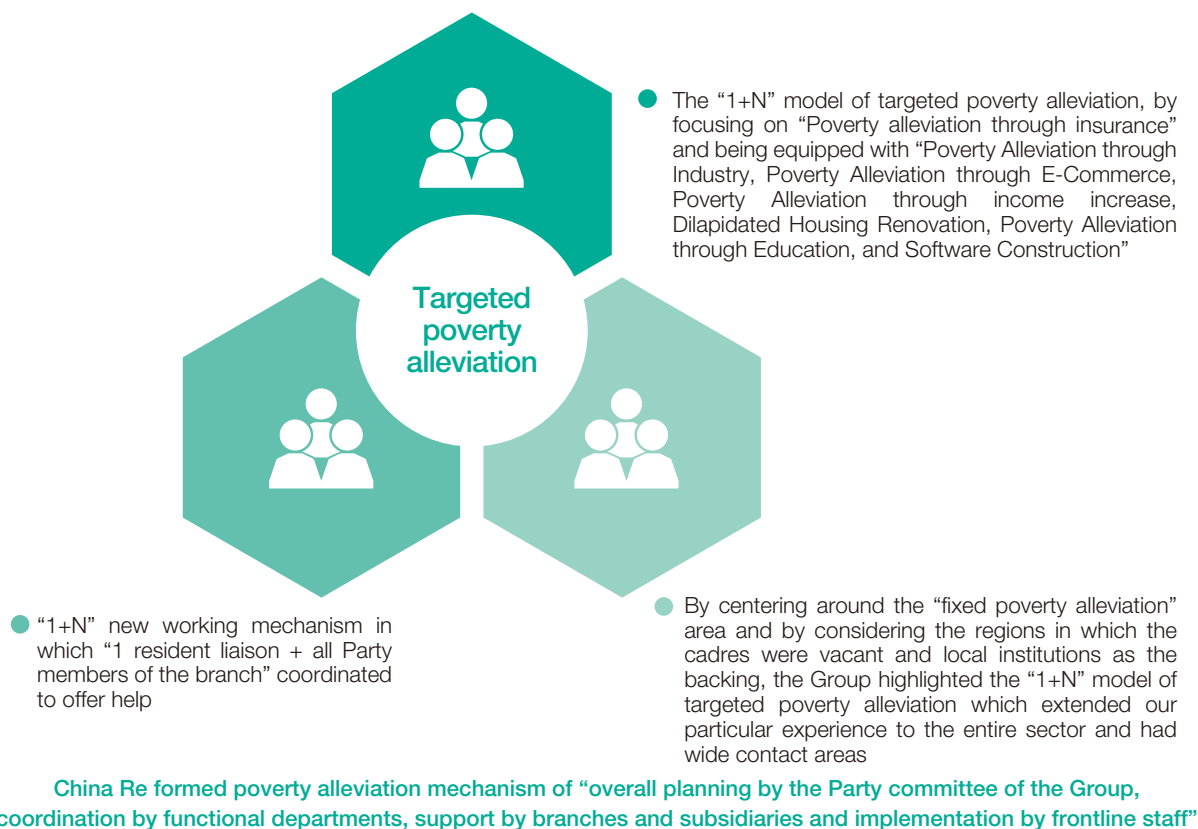 The “1+N” model of targeted poverty alleviation, by
focusing on “Poverty alleviation through insurance”
and being equipped with “Poverty Alleviation through
Industry, Poverty Alleviation through E-Commerce,
Poverty Alleviation through income increase,
Dilapidated Housing Renovation, Poverty Alleviation
through Education, and Software Construction”
Targeted
poverty
alleviation
“1+N” new working mechanism in
which “1 resident liaison + all Party
members of the branch” coordinated
to offer help
By centering around the “fixed poverty alleviation”
area and by considering the regions in which the
cadres were vacant and local institutions as the
backing, the Group highlighted the “1+N” model of
targeted poverty alleviation which extended our
particular experience to the entire sector and had
wide contact areas
China Re formed poverty alleviation mechanism of “overall planning by the Party committee of the Group,
coordination by functional departments, support by branches and subsidiaries and implementation by frontline staff”